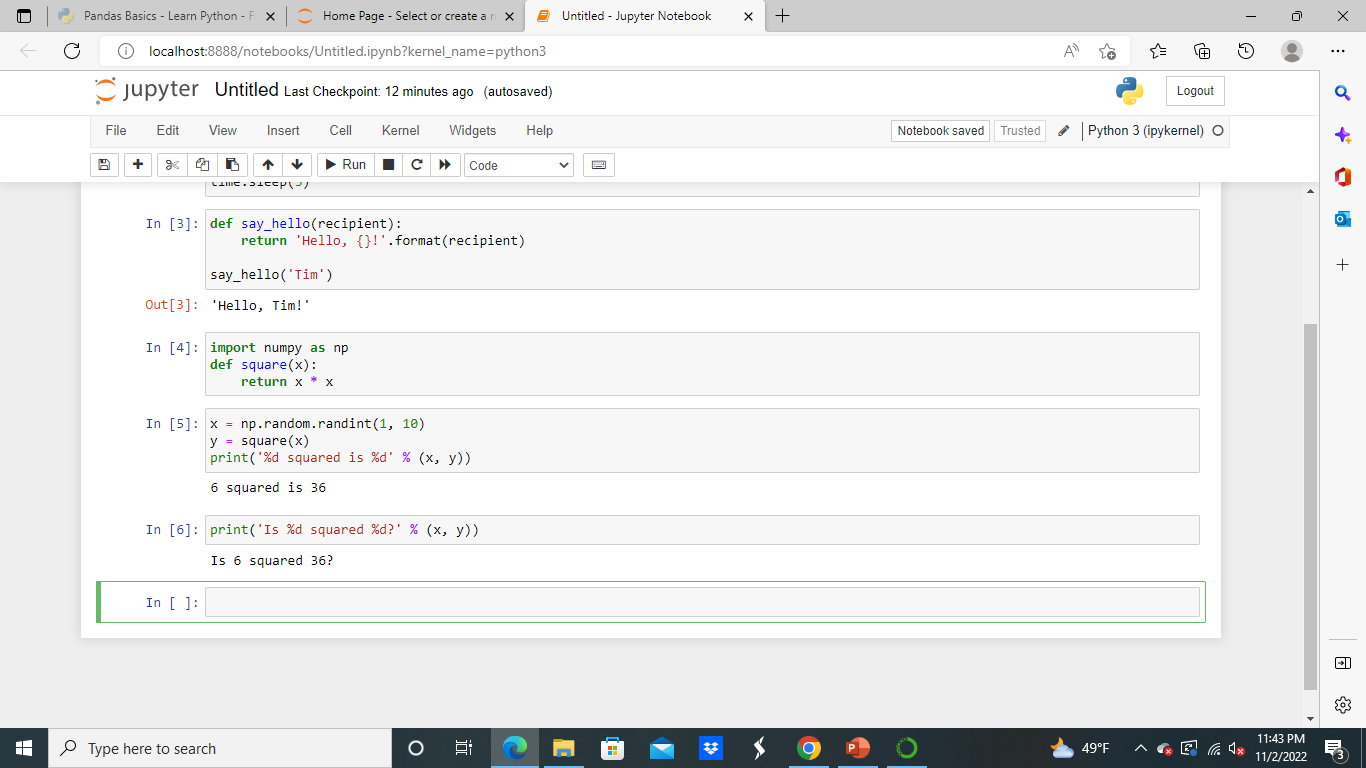 Pandas Basics - Learn Python - F
Home Page - Select or create a n
Untitled - Jupyter Notebook
localhost:8888/notebooks/Untitled.ipynb?kernel_name=python3
jupyter Untitled Last Checkpoint: 12 minutes ago (autosaved)
Logout
File Edit View Insert Cell Kernel Widgets Help
Notebook saved Trusted Python 3 (ipykernel)
Run Code
time.sleep(3)
In [3]: def say_hello(recipient):
return 'Hello, {}!'.format(recipient)
say_hello('Tim')
Out[3]: 'Hello, Tim!'
In [4]: import numpy as np
def square(x):
return x * x
In [5]: x = np.random.randint(1, 10)
y = square(x)
print('%d squared is %d' % (x, y))
6 squared is 36
In [6]: print('Is %d squared %d?' % (x, y))
Is 6 squared 36?
In [ ]:
Type here to search
49°F
11:43 PM
11/2/2022
3